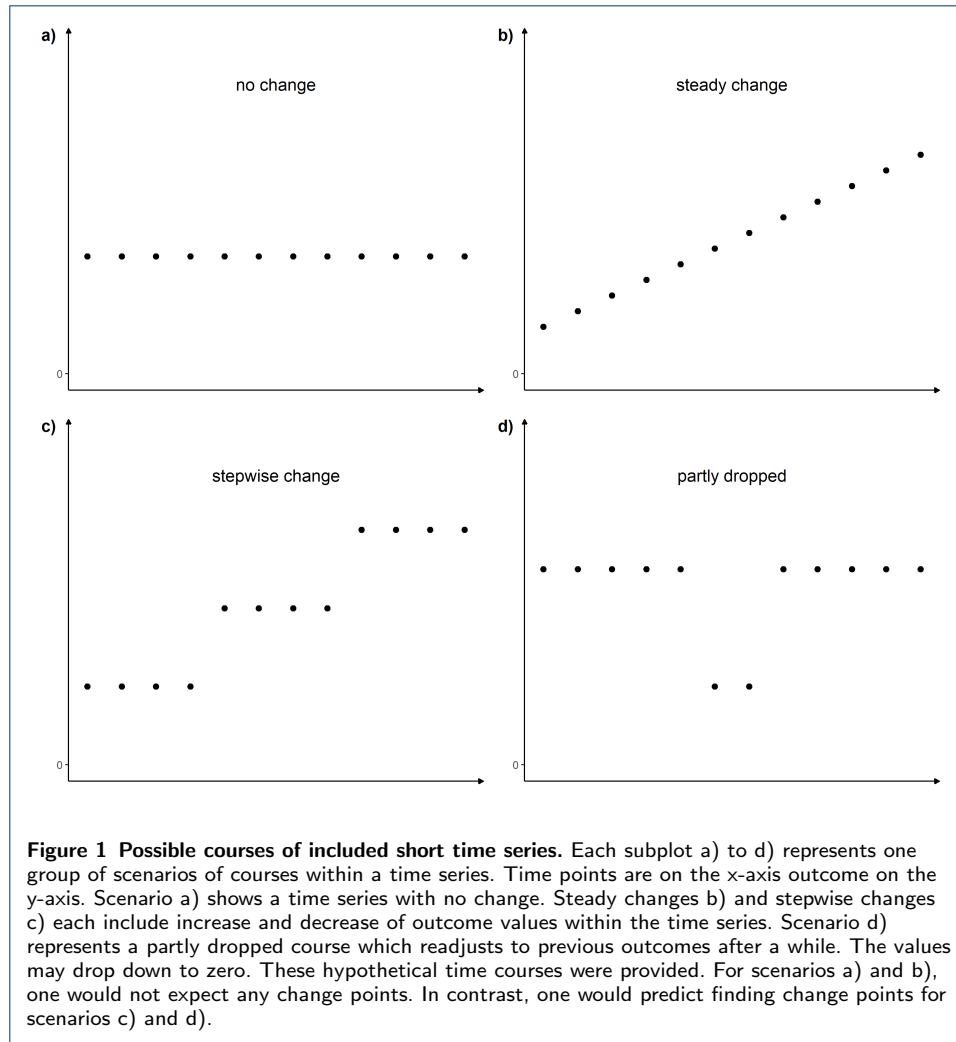 a)
no change
0
b)
steady change
0
c)
stepwise change
0
d)
partly dropped
0
Figure 1 Possible courses of included short time series. Each subplot a) to d) represents one
group of scenarios of courses within a time series. Time points are on the x-axis outcome on the
y-axis. Scenario a) shows a time series with no change. Steady changes b) and stepwise changes
c) each include increase and decrease of outcome values within the time series. Scenario d)
represents a partly dropped course which readjusts to previous outcomes after a while. The values
may drop down to zero. These hypothetical time courses were provided. For scenarios a) and b),
one would not expect any change points. In contrast, one would predict finding change points for
scenarios c) and d).